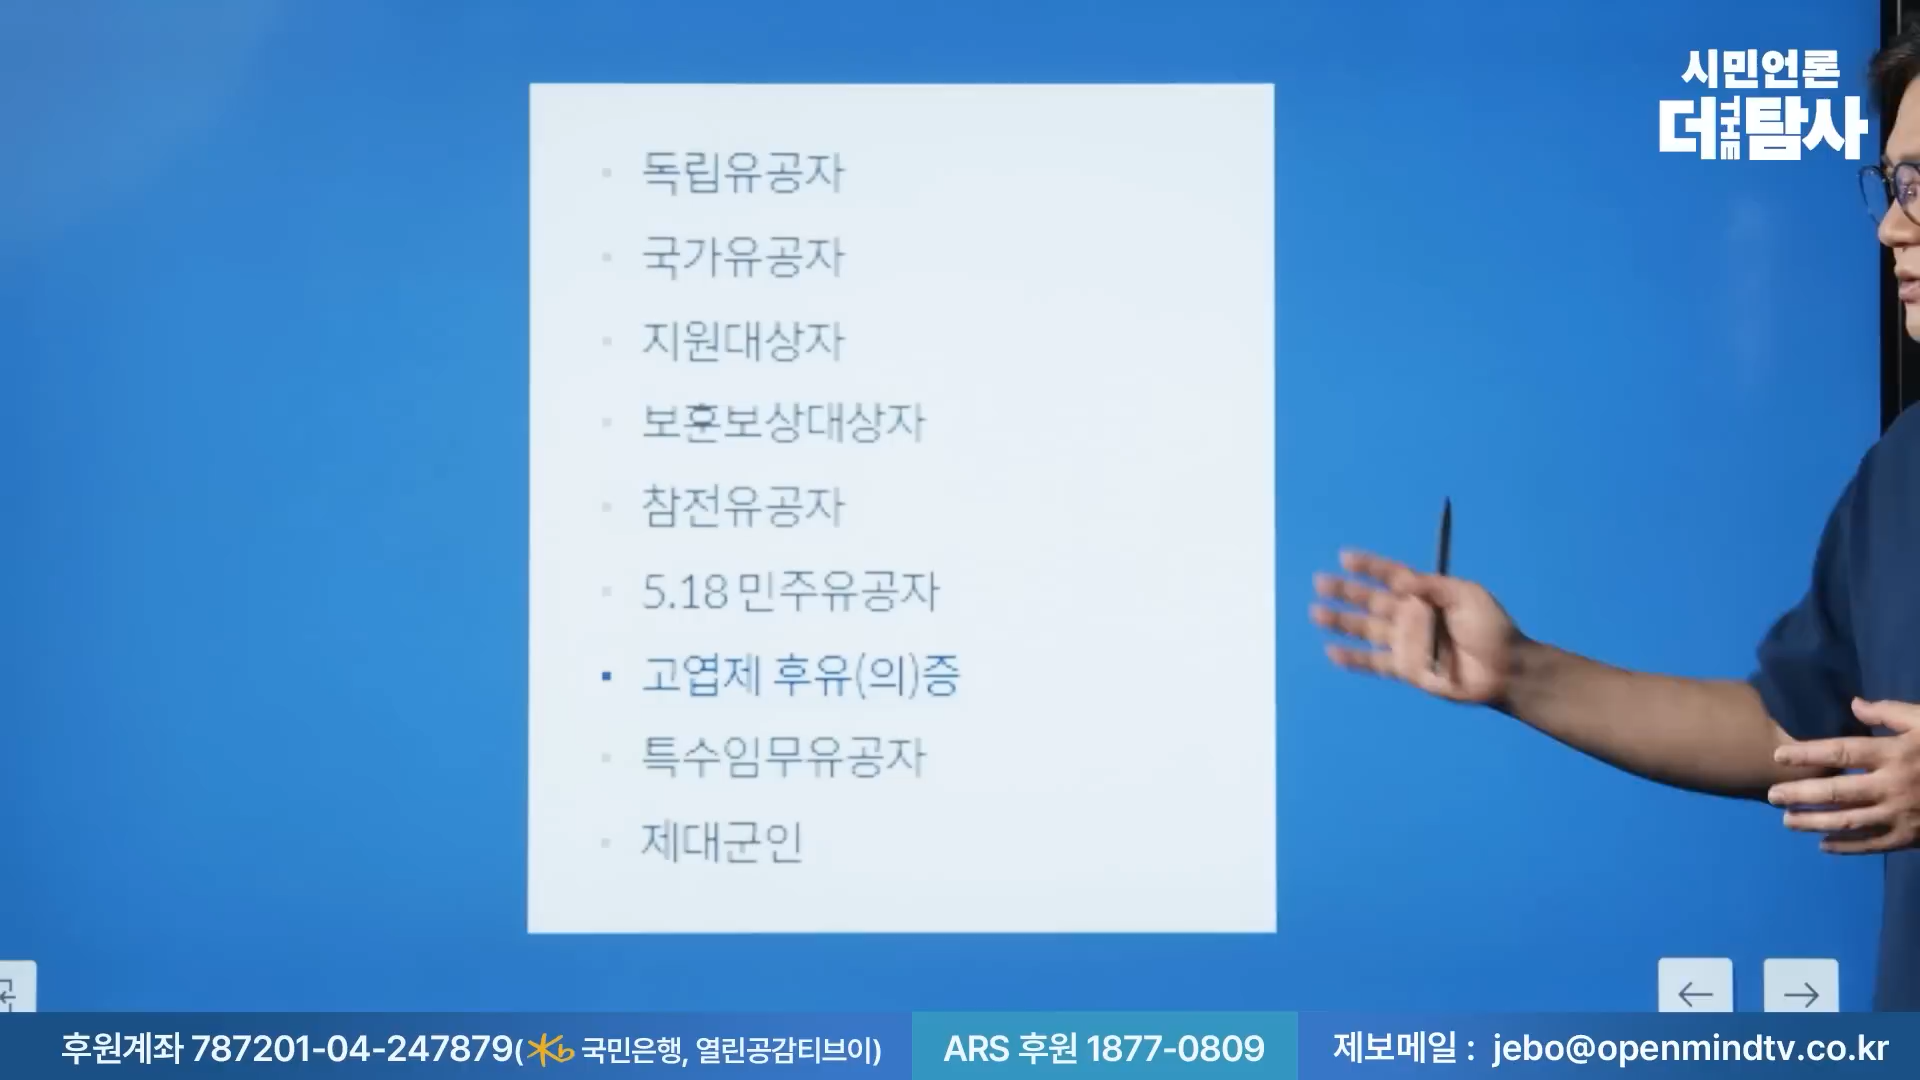 시민언론
더탐사
THE
독립유공자
국가유공자
지원대상자
보훈보상대상자
참전유공자
5.18 민주유공자
고엽제 후유(의)증
특수임무유공자
제대군인
후원계좌 787201-04-247879( Kb 국민은행, 열린공감티브이)
ARS 후원 1877-0809
제보메일 : jebo@openmindtv.co.kr